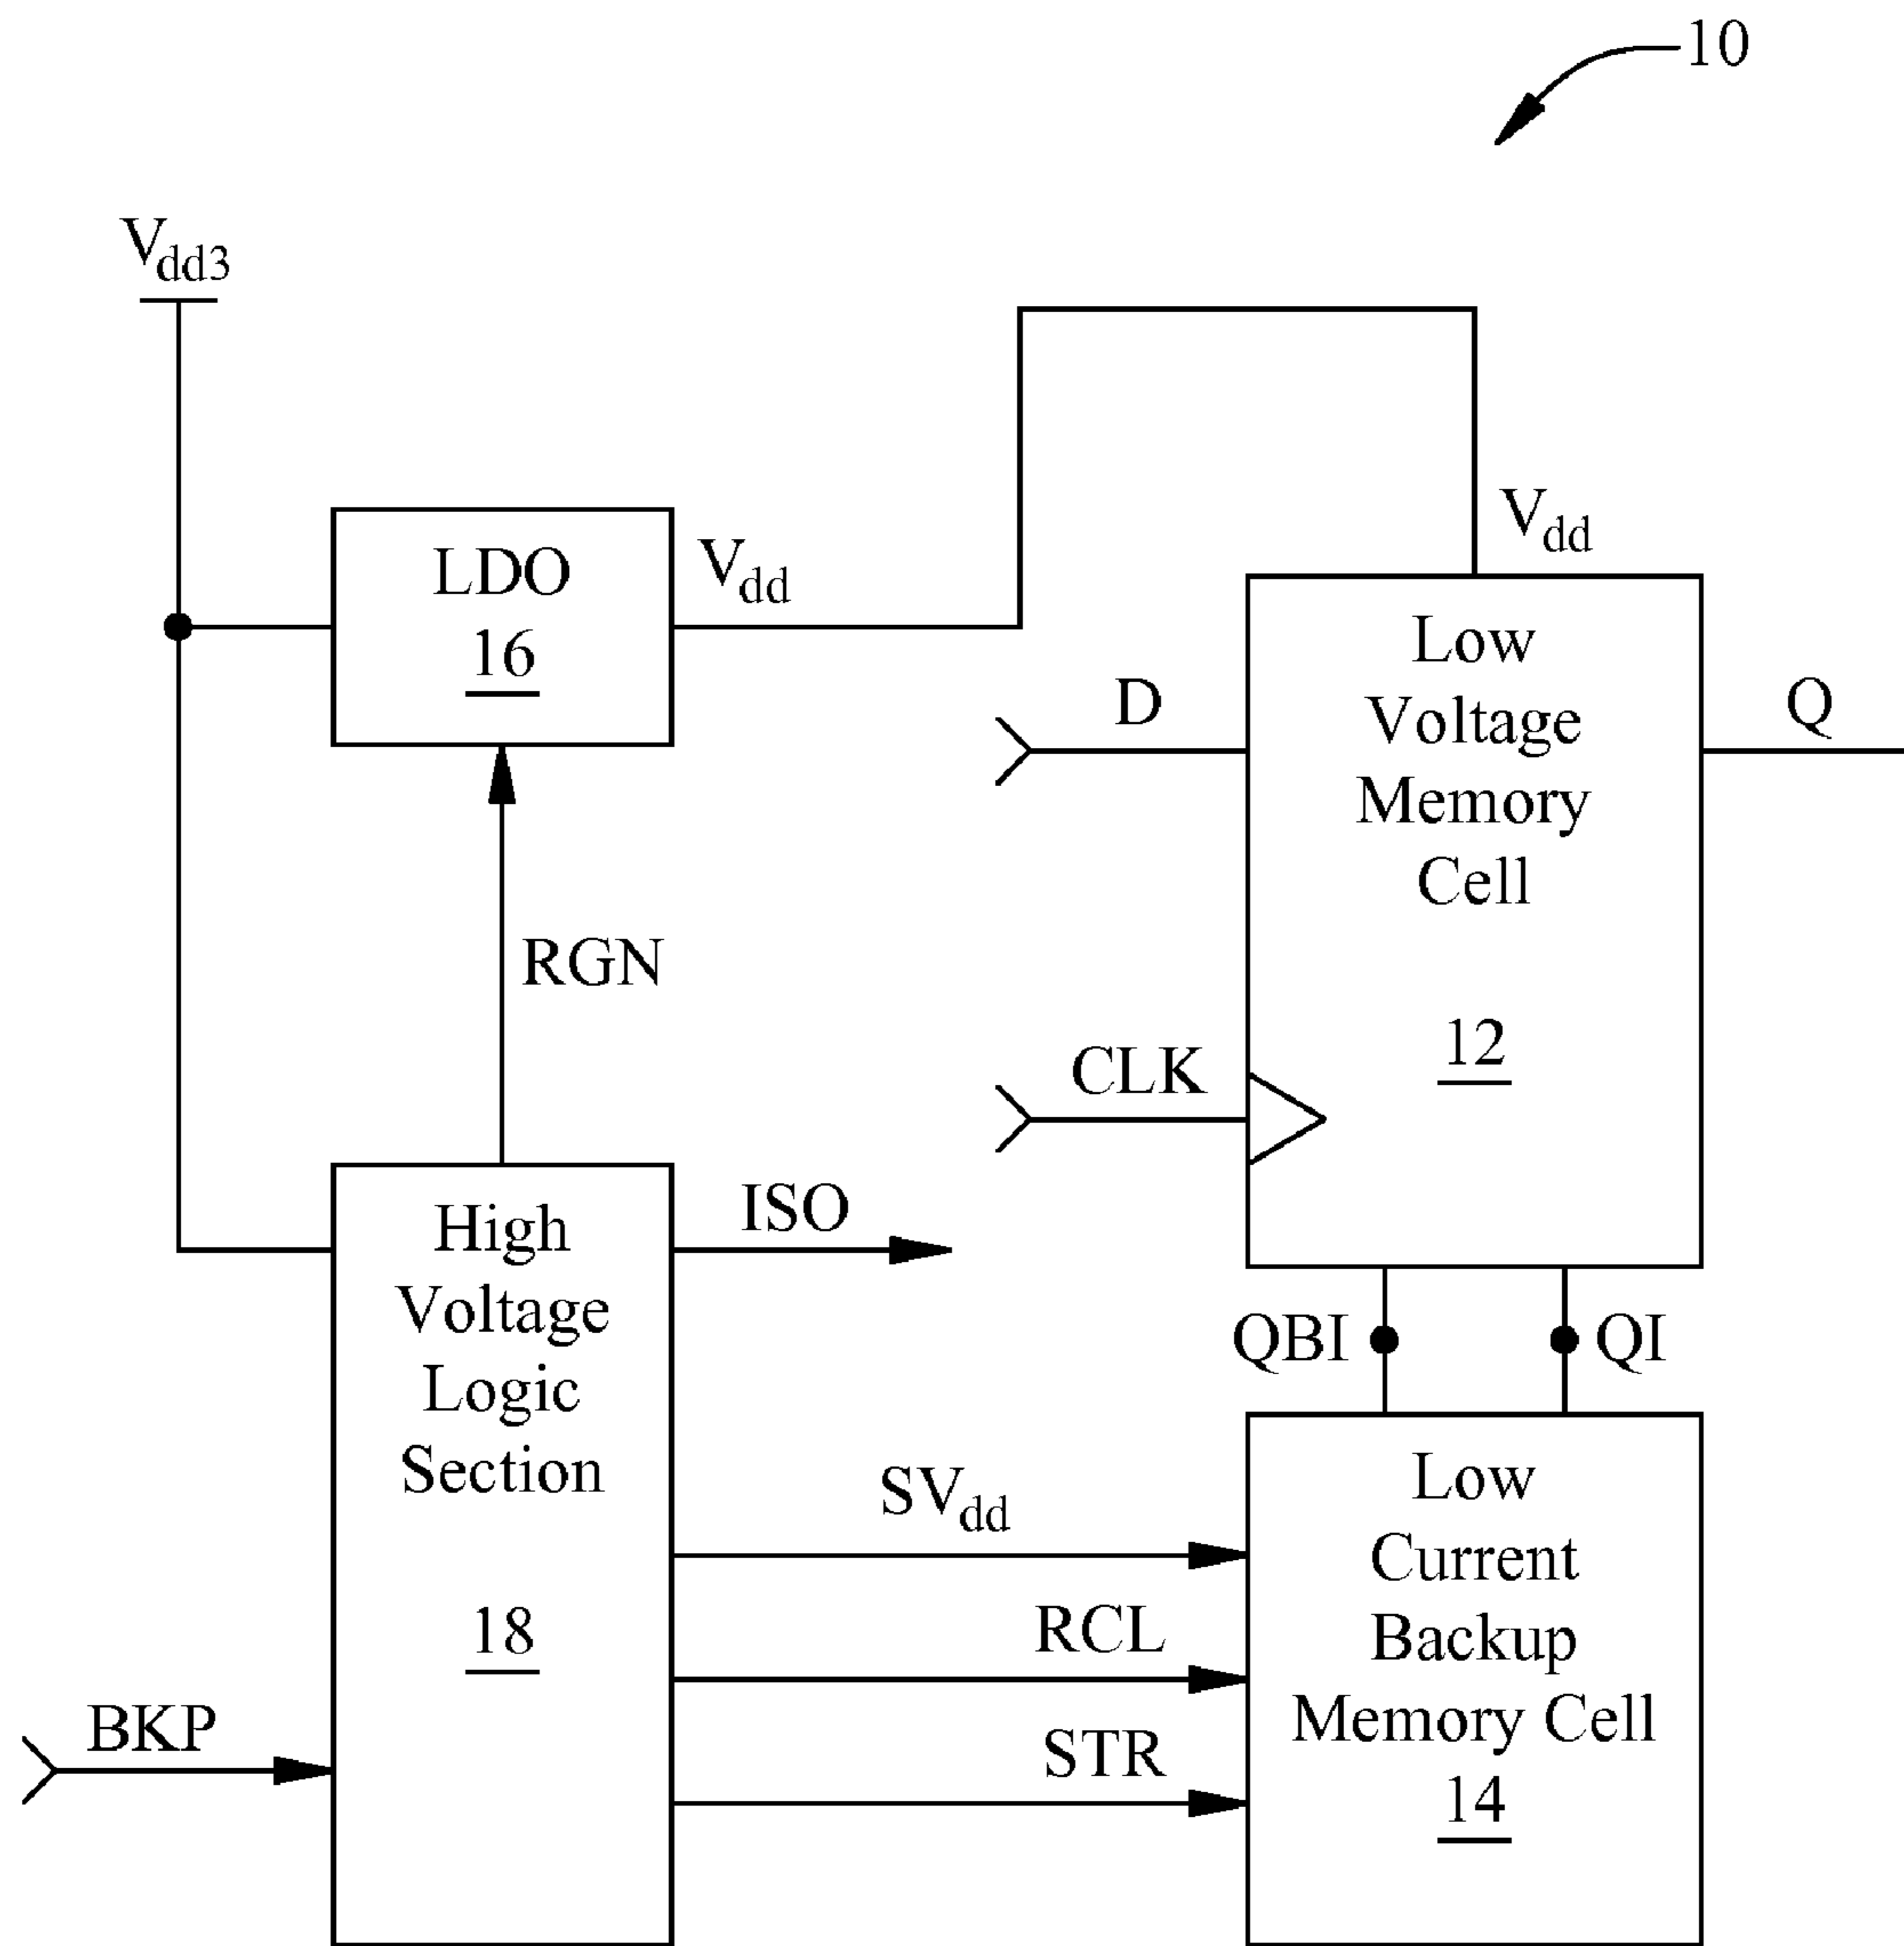 10
Vdd3
LDO
16
Vdd
Vdd
Low
Voltage
Memory
Cell
12
D
Q
CLK
RGN
High
Voltage
Logic
Section
18
ISO
QBI
QI
SVdd
RCL
STR
BKP
Low
Current
Backup
Memory Cell
14